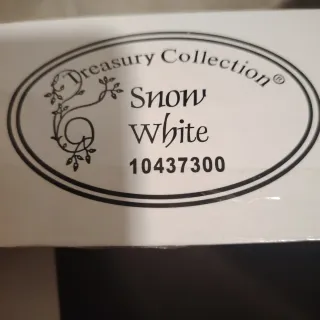 Treasury Collection®
Snow
White
10437300